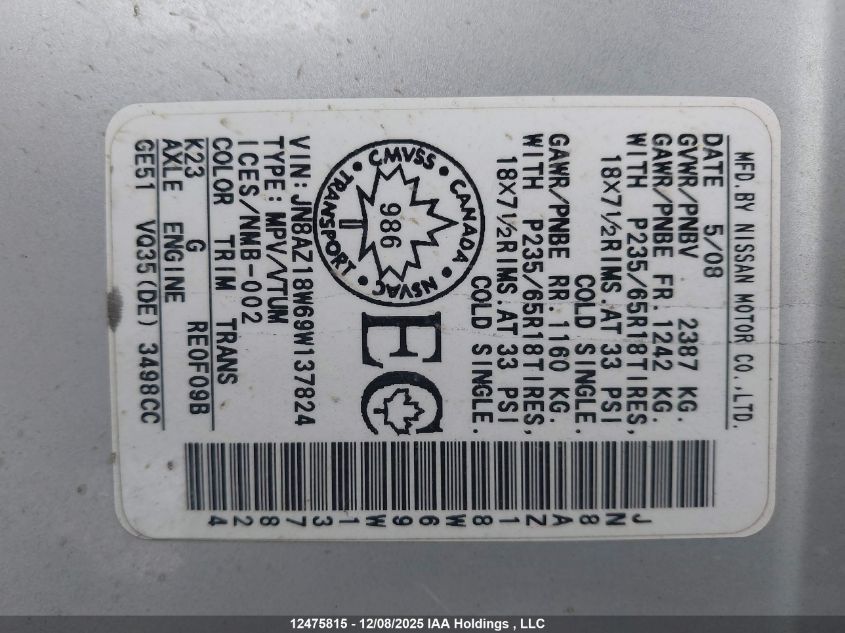 MFD. BY NISSAN MOTOR CO., LTD.
DATE 5/08
GVWR/PNBV 2387 KG.
GAWR/PNBE FR. 1242 KG.
WITH P235/65R18TIRES,
18X7½RIMS. AT 33 PSI
COLD SINGLE.
GAWR/PNBE RR 1160 KG.
WITH P235/65R18TIRES,
18X7½RIMS. AT 33 PSI
COLD SINGLE.
CMVSS • CANADA • NSVAC • TRANSPORT •
986
EC
VIN: JN8AZ18W69W137824
TYPE: MPV/VTUM
ICES/NMB-002
COLOR TRIM TRANS
K23 G RE0F09B
AXLE ENGINE
GE51 VQ35(DE) 3498CC
JN8AZ18W69W137824
12475815 - 12/08/2025 IAA Holdings , LLC